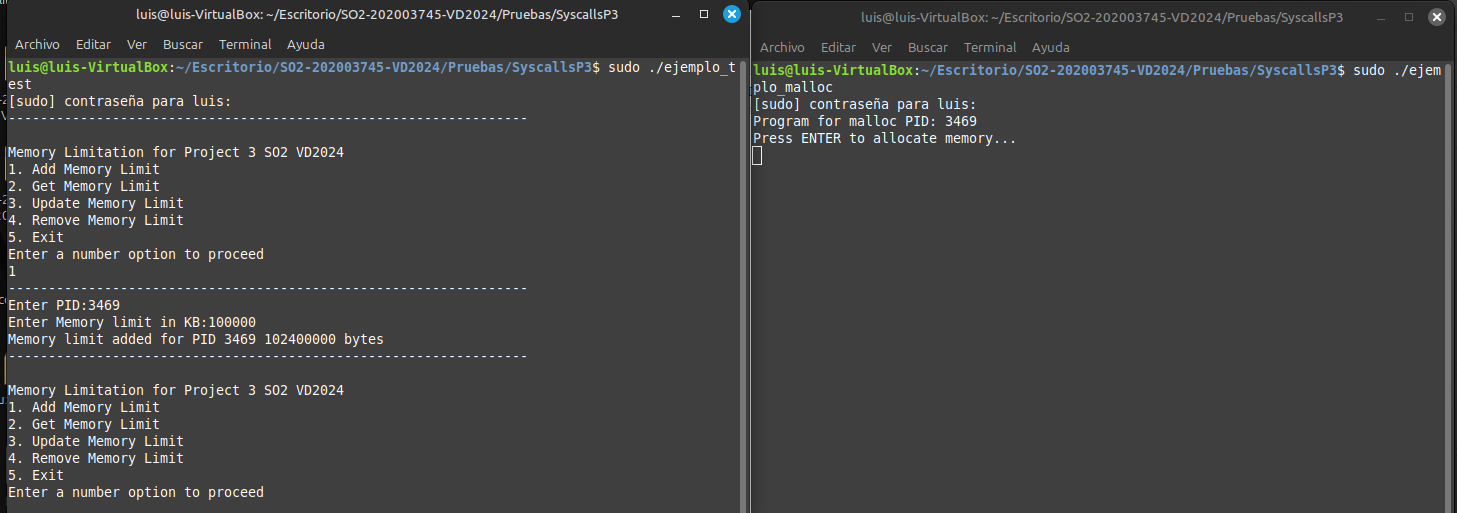 luis@luis-VirtualBox: ~/Escritorio/SO2-202003745-VD2024/Pruebas/SyscallsP3
Archivo Editar Ver Buscar Terminal Ayuda
luis@luis-VirtualBox:~/Escritorio/SO2-202003745-VD2024/Pruebas/SyscallsP3$ sudo ./ejemplo_t
est
[sudo] contraseña para luis:
-----------------------------------------------------------------
Memory Limitation for Project 3 SO2 VD2024
1. Add Memory Limit
2. Get Memory Limit
3. Update Memory Limit
4. Remove Memory Limit
5. Exit
Enter a number option to proceed
1
-----------------------------------------------------------------
Enter PID:3469
Enter Memory limit in KB:100000
Memory limit added for PID 3469 102400000 bytes
-----------------------------------------------------------------
Memory Limitation for Project 3 SO2 VD2024
1. Add Memory Limit
2. Get Memory Limit
3. Update Memory Limit
4. Remove Memory Limit
5. Exit
Enter a number option to proceed
luis@luis-VirtualBox: ~/Escritorio/SO2-202003745-VD2024/Pruebas/SyscallsP3
Archivo Editar Ver Buscar Terminal Ayuda
luis@luis-VirtualBox:~/Escritorio/SO2-202003745-VD2024/Pruebas/SyscallsP3$ sudo ./ejem
plo_malloc
[sudo] contraseña para luis:
Program for malloc PID: 3469
Press ENTER to allocate memory...